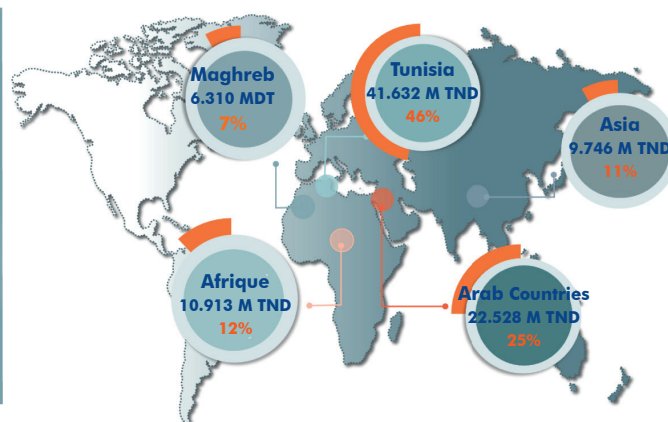 Maghreb
6.310 MDT
7%
Tunisia
41.632 M TND
46%
Asia
9.746 M TND
11%
Afrique
10.913 M TND
12%
Arab Countries
22.528 M TND
25%